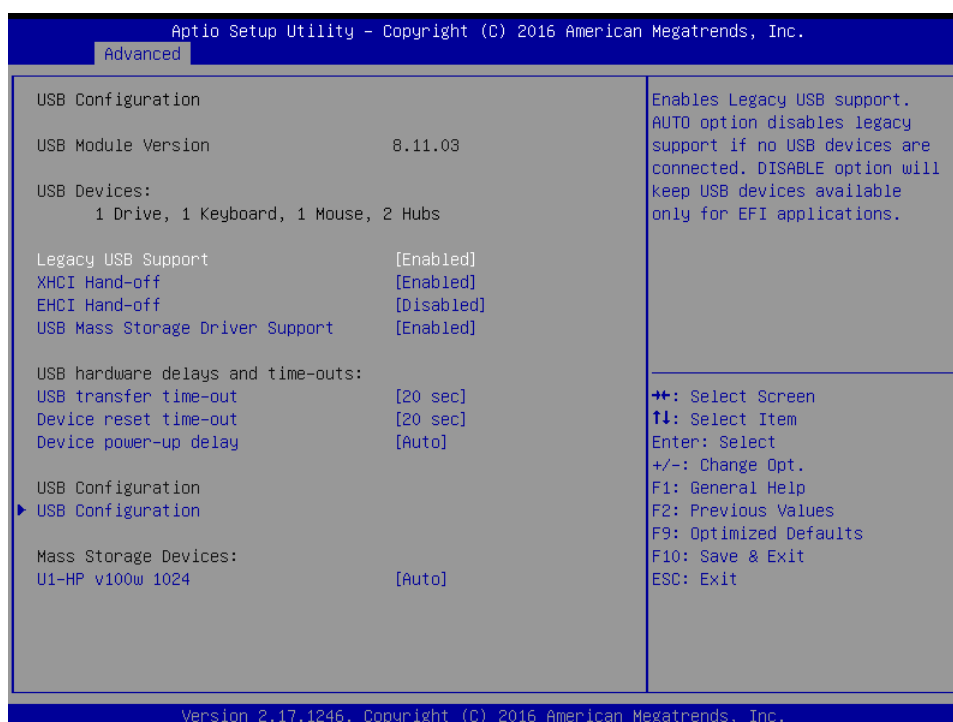 Aptio Setup Utility – Copyright (C) 2016 American Megatrends, Inc.
Advanced
USB Configuration
USB Module Version 8.11.03
USB Devices:
1 Drive, 1 Keyboard, 1 Mouse, 2 Hubs
Legacy USB Support [Enabled]
XHCI Hand-off [Enabled]
EHCI Hand-off [Disabled]
USB Mass Storage Driver Support [Enabled]
USB hardware delays and time-outs:
USB transfer time-out [20 sec]
Device reset time-out [20 sec]
Device power-up delay [Auto]
USB Configuration
USB Configuration
Mass Storage Devices:
U1-HP v100w 1024 [Auto]
Enables Legacy USB support.
AUTO option disables legacy
support if no USB devices are
connected. DISABLE option will
keep USB devices available
only for EFI applications.
→←: Select Screen
↑↓: Select Item
Enter: Select
+/-: Change Opt.
F1: General Help
F2: Previous Values
F9: Optimized Defaults
F10: Save & Exit
ESC: Exit
Version 2.17.1246. Copyright (C) 2016 American Megatrends, Inc.